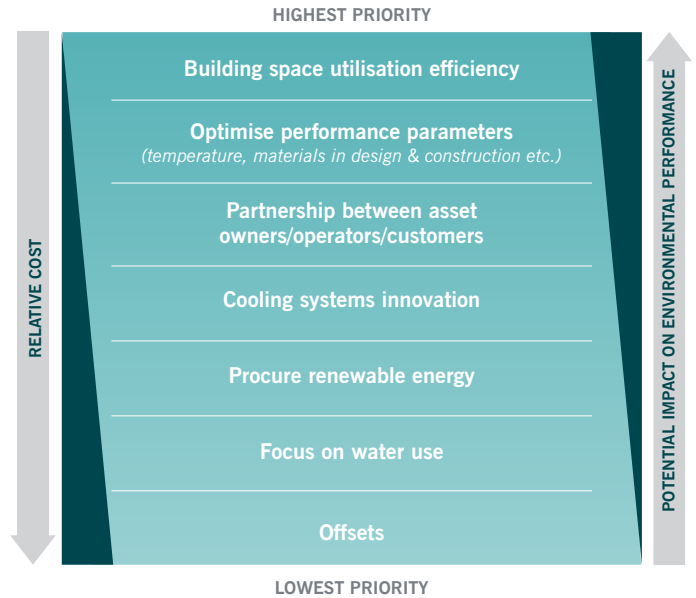 HIGHEST PRIORITY
RELATIVE COST
Building space utilisation efficiency
Optimise performance parameters
(temperature, materials in design & construction etc.)
Partnership between asset
owners/operators/customers
Cooling systems innovation
Procure renewable energy
Focus on water use
Offsets
POTENTIAL IMPACT ON ENVIRONMENTAL PERFORMANCE
LOWEST PRIORITY